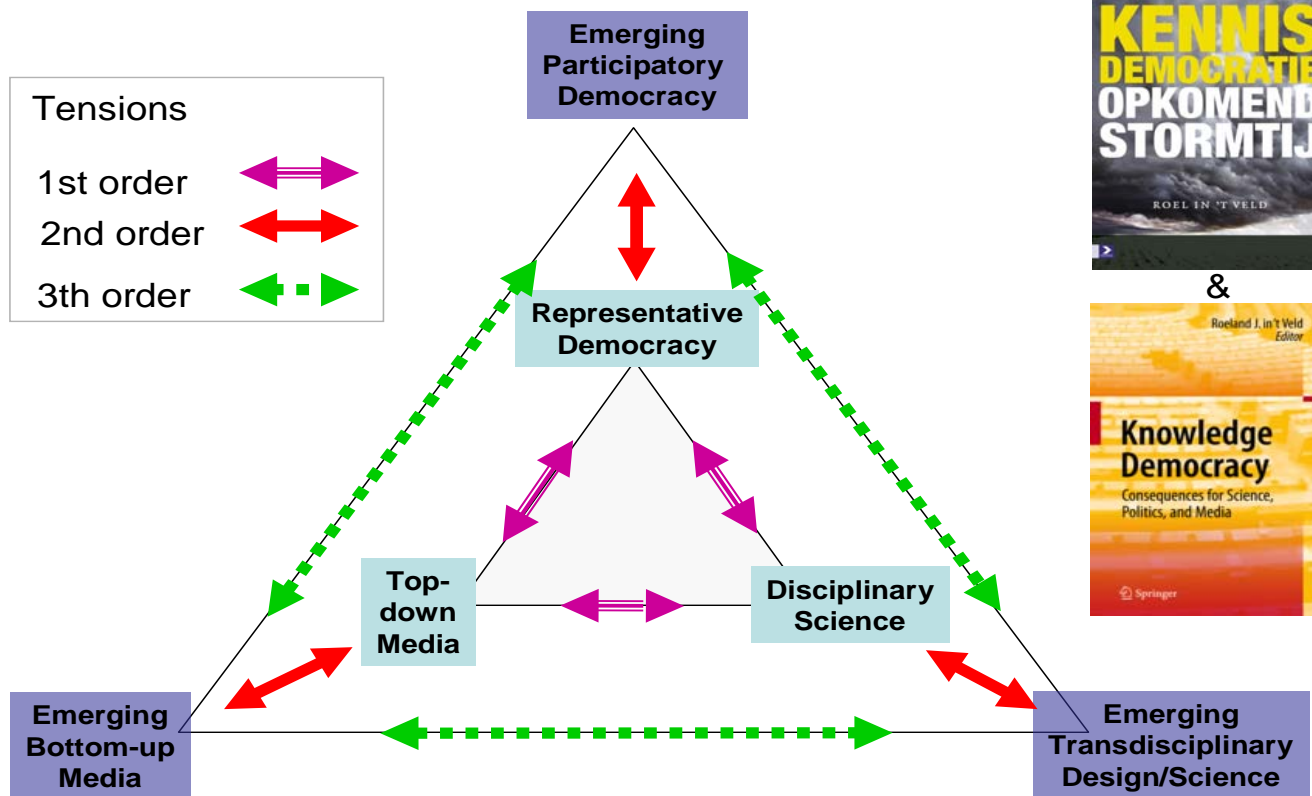 Emerging
Participatory
Democracy
Tensions
1st order
2nd order
3th order
Representative
Democracy
Top-
down
Media
Disciplinary
Science
Emerging
Bottom-up
Media
Emerging
Transdisciplinary
Design/Science
KENNIS
DEMOCRATIE
OPKOMEND
STORMTIJ
ROEL IN 'T VELD
&
Roeland J. in 't Veld
Editor
Knowledge
Democracy
Consequences for Science,
Politics, and Media
Springer